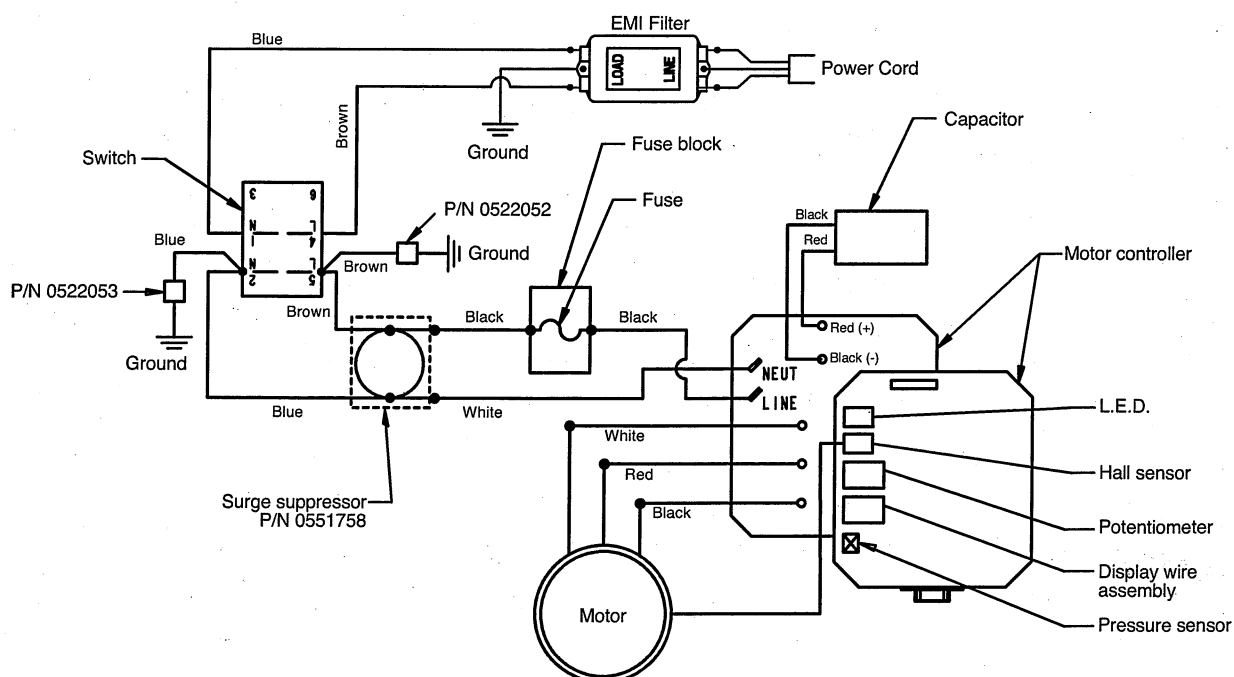 EMI Filter
Blue
LOAD
LINE
Power Cord
Brown
Ground
Capacitor
Switch
Fuse block
3
6
Fuse
P/N 0522052
Black
N
L
1
4
Blue
Red
Ground
Motor controller
N
L
Brown
2
5
P/N 0522053
Brown
Black
Black
Red (+)
Ground
Black (-)
NEUT
LINE
Blue
White
L.E.D.
White
Red
Hall sensor
Surge suppressor
P/N 0551758
Black
Potentiometer
Display wire
assembly
Motor
Pressure sensor